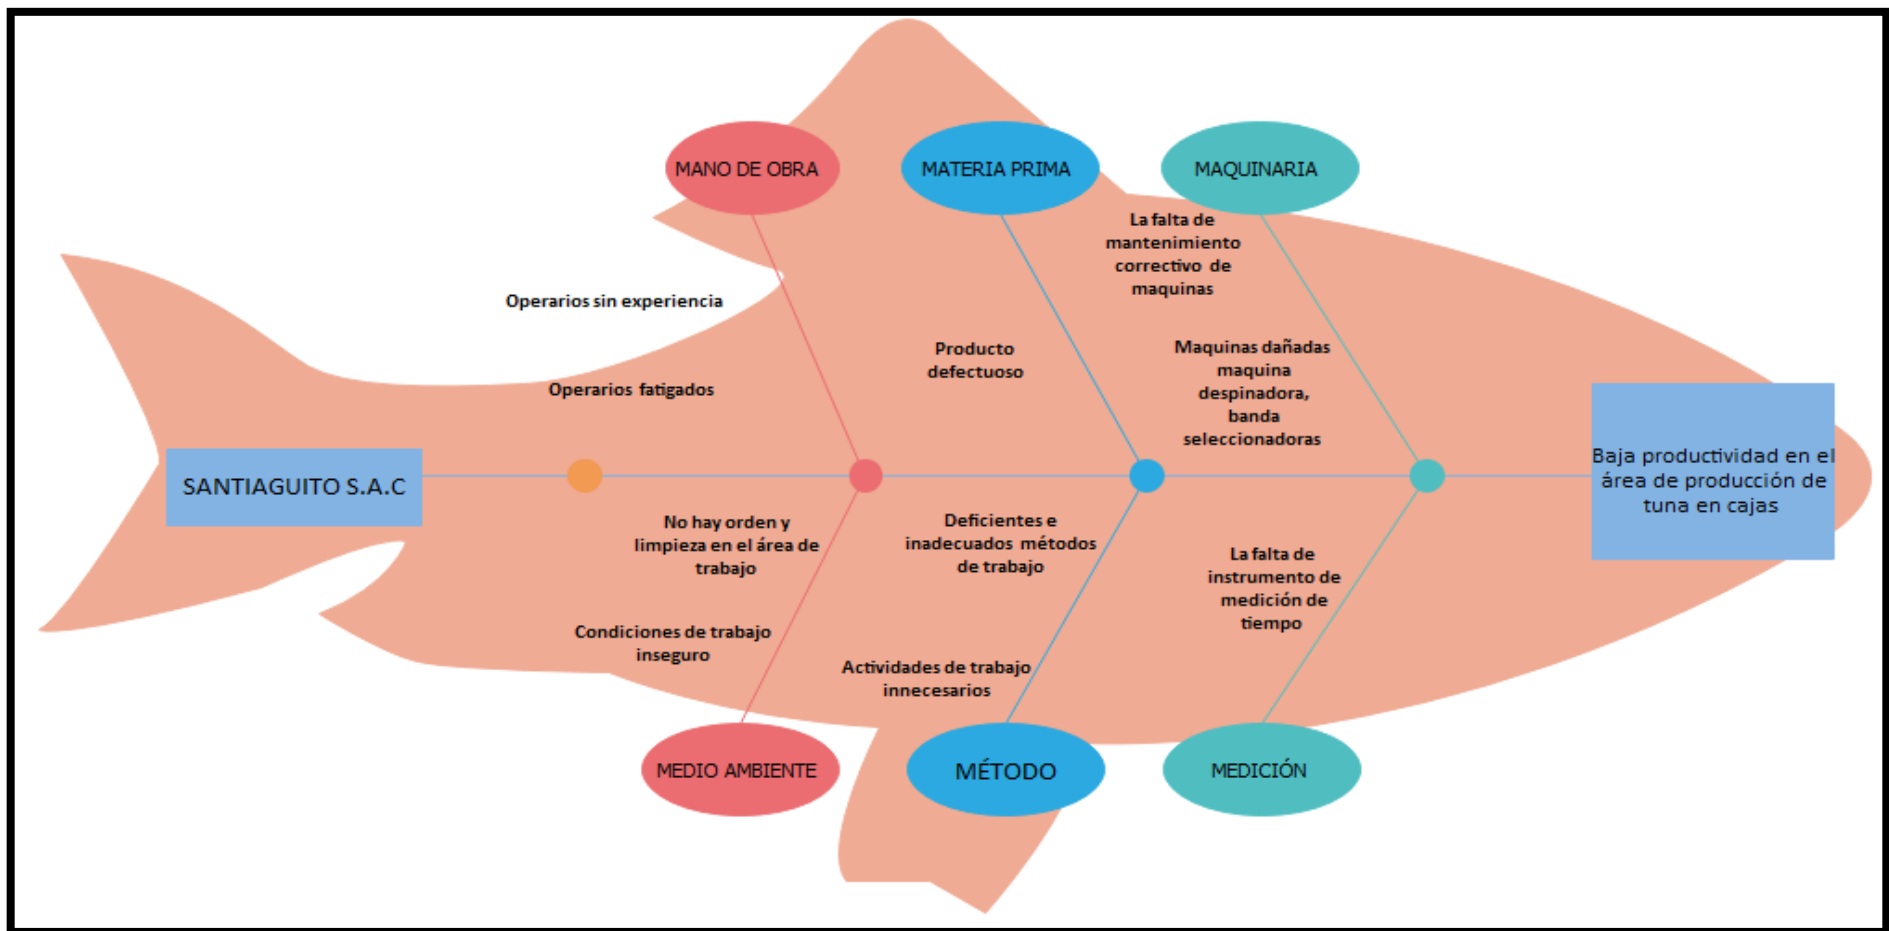 MANO DE OBRA
MATERIA PRIMA
MAQUINARIA
Operarios sin experiencia
Operarios fatigados
Producto
defectuoso
La falta de
mantenimiento
correctivo de
maquinas
Maquinas dañadas
maquina
despinadora,
banda
seleccionadoras
SANTIAGUITO S.A.C
Baja productividad en el
área de producción de
tuna en cajas
No hay orden y
limpieza en el área de
trabajo
Condiciones de trabajo
inseguro
Deficientes e
inadecuados métodos
de trabajo
Actividades de trabajo
innecesarios
La falta de
instrumento de
medición de
tiempo
MEDIO AMBIENTE
MÉTODO
MEDICIÓN